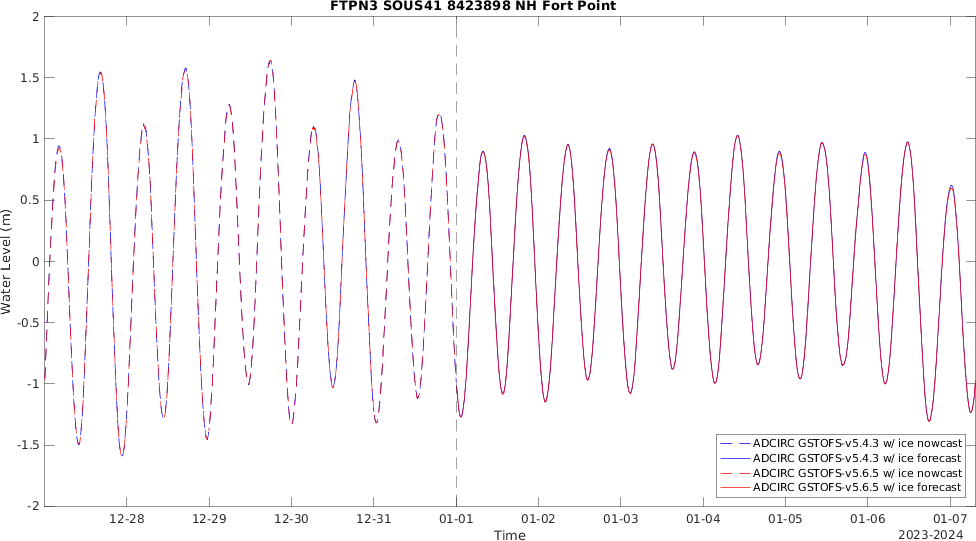 FTPN3 SOUS41 8423898 NH Fort Point
2
1.5
1
0.5
0
-0.5
-1
-1.5
-2
Water Level (m)
12-28 12-29 12-30 12-31 01-01 01-02 01-03 01-04 01-05 01-06 01-07
Time
2023-2024
ADCIRC GSTOFS-v5.4.3 w/ ice nowcast
ADCIRC GSTOFS-v5.4.3 w/ ice forecast
ADCIRC GSTOFS-v5.6.5 w/ ice nowcast
ADCIRC GSTOFS-v5.6.5 w/ ice forecast